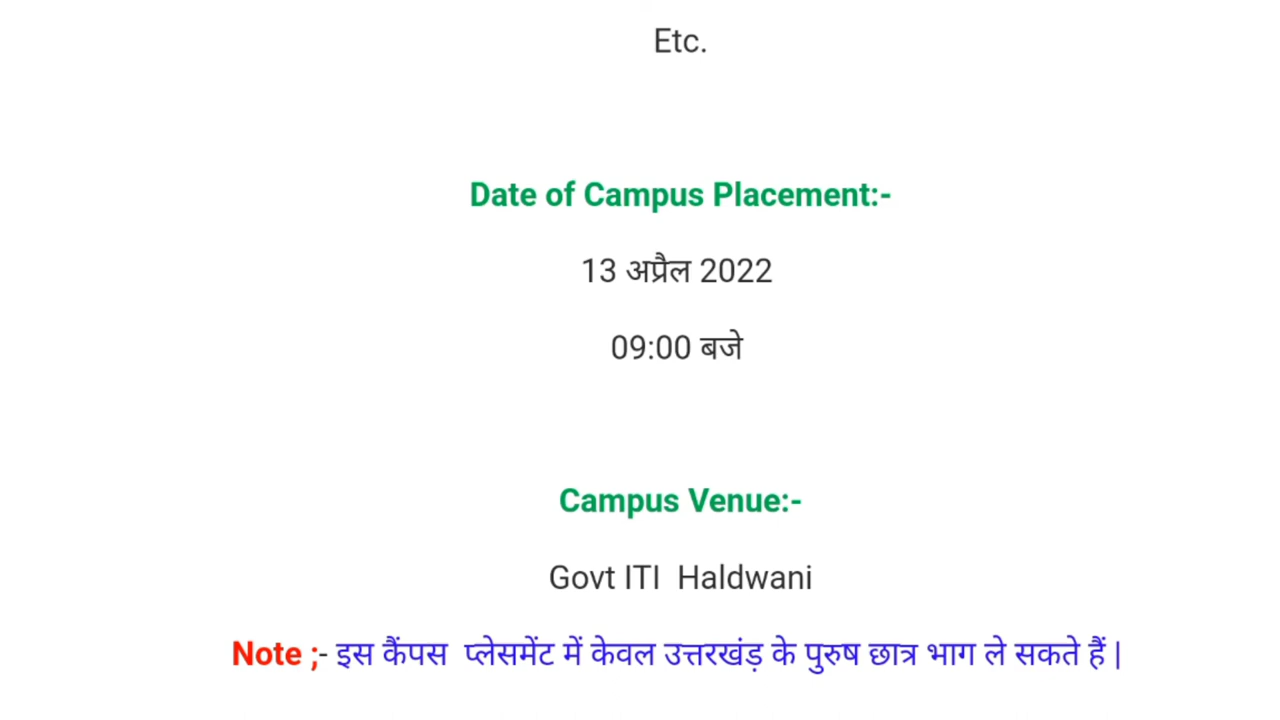 Etc.
Date of Campus Placement:-
13 अप्रैल 2022
09:00 बजे
Campus Venue:-
Govt ITI  Haldwani
Note ;- इस कैंपस  प्लेसमेंट में केवल उत्तरखंड़ के पुरुष छात्र भाग ले सकते हैं |